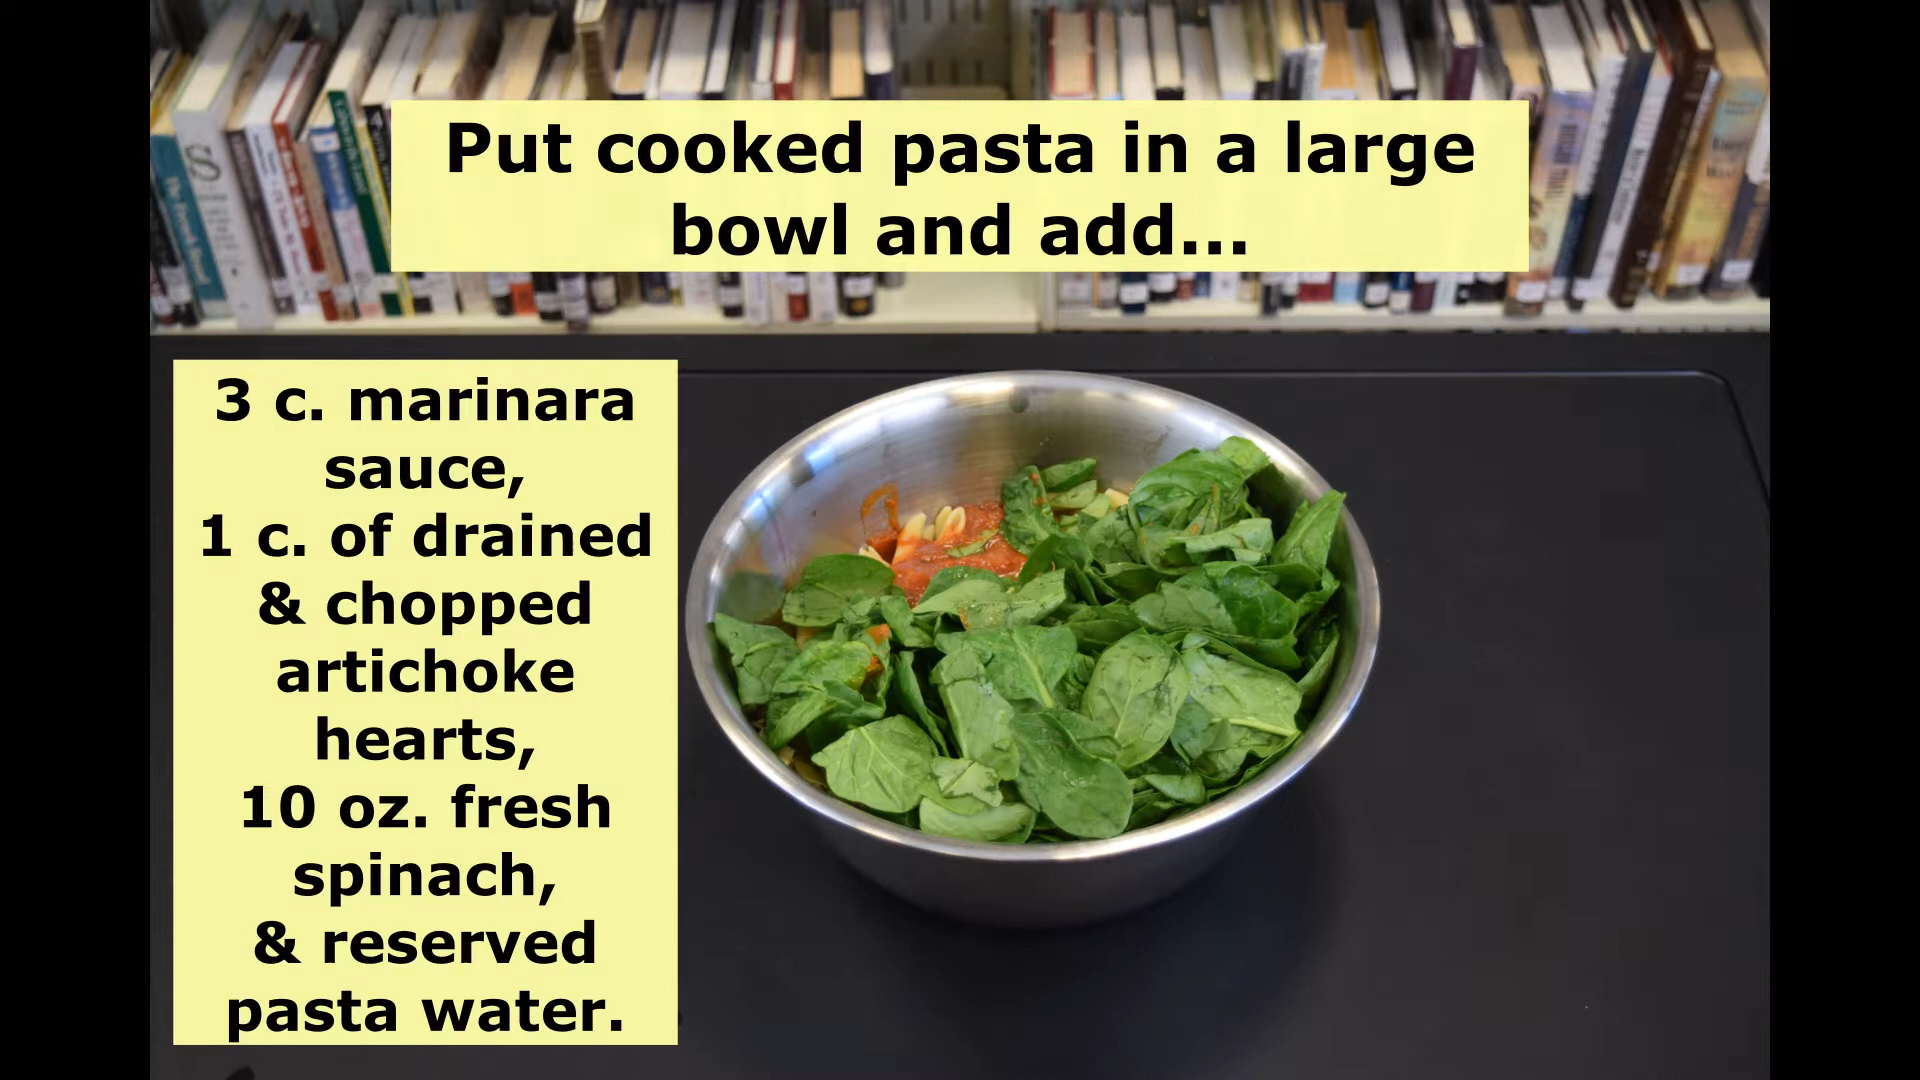 Put cooked pasta in a large
bowl and add...
3 c. marinara
sauce,
1 c. of drained
& chopped
artichoke
hearts,
10 oz. fresh
spinach,
& reserved
pasta water.